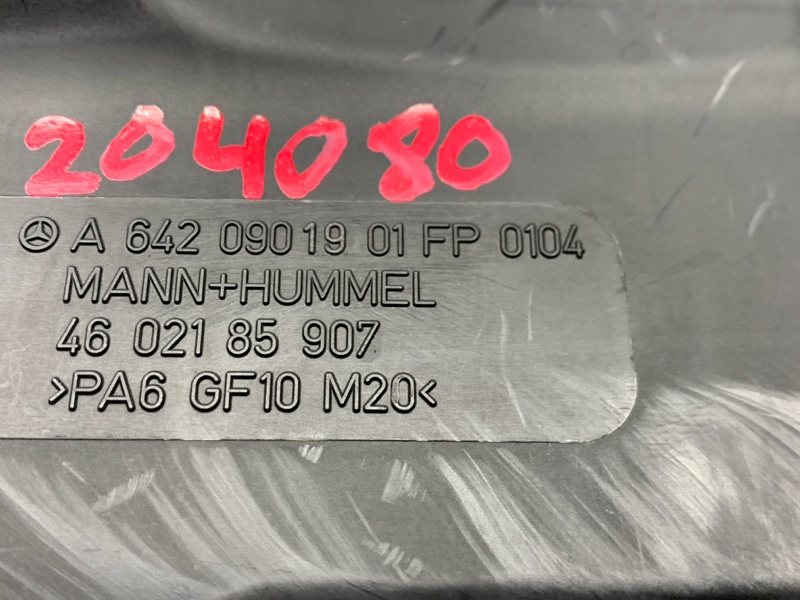 204080
A 642 090 19 01 FP 0104
MANN+HUMMEL
46 021 85 907
>PA6 GF10 M20<